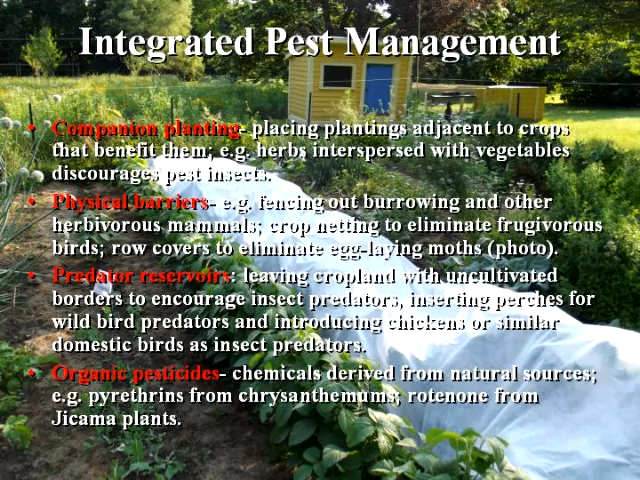 Integrated Pest Management
• Companion planting- placing plantings adjacent to crops
that benefit them; e.g. herbs interspersed with vegetables
discourages pest insects.
• Physical barriers- e.g. fencing out burrowing and other
herbivorous mammals; crop netting to eliminate frugivorous
birds; row covers to eliminate egg-laying moths (photo).
• Predator reservoirs: leaving cropland with uncultivated
borders to encourage insect predators, inserting perches for
wild bird predators and introducing chickens or similar
domestic birds as insect predators.
• Organic pesticides- chemicals derived from natural sources;
e.g. pyrethrins from chrysanthemums; rotenone from
Jicama plants.